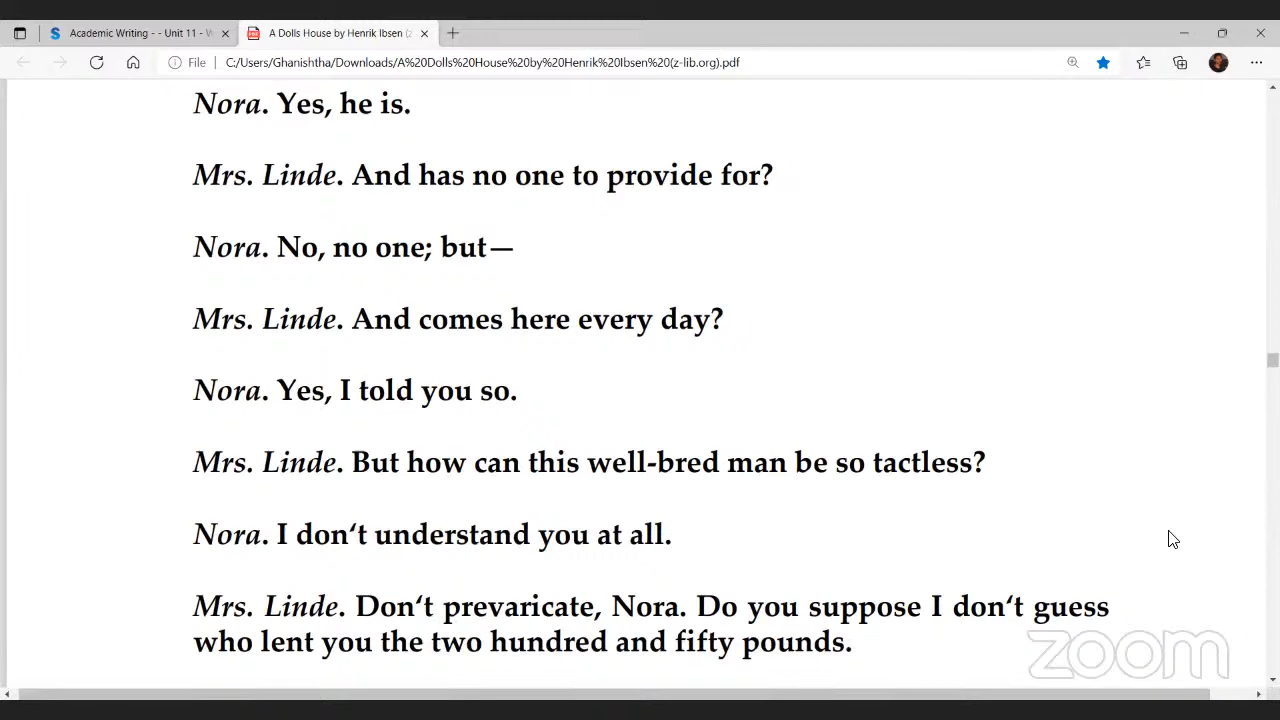 Academic Writing - - Unit 11 - W
A Dolls House by Henrik Ibsen (z
File
C:/Users/Ghanishtha/Downloads/A%20Dolls%20House%20by%20Henrik%20Ibsen%20(z-lib.org).pdf
Nora. Yes, he is.
Mrs. Linde. And has no one to provide for?
Nora. No, no one; but—
Mrs. Linde. And comes here every day?
Nora. Yes, I told you so.
Mrs. Linde. But how can this well-bred man be so tactless?
Nora. I don‘t understand you at all.
Mrs. Linde. Don‘t prevaricate, Nora. Do you suppose I don‘t guess
who lent you the two hundred and fifty pounds.
zoom